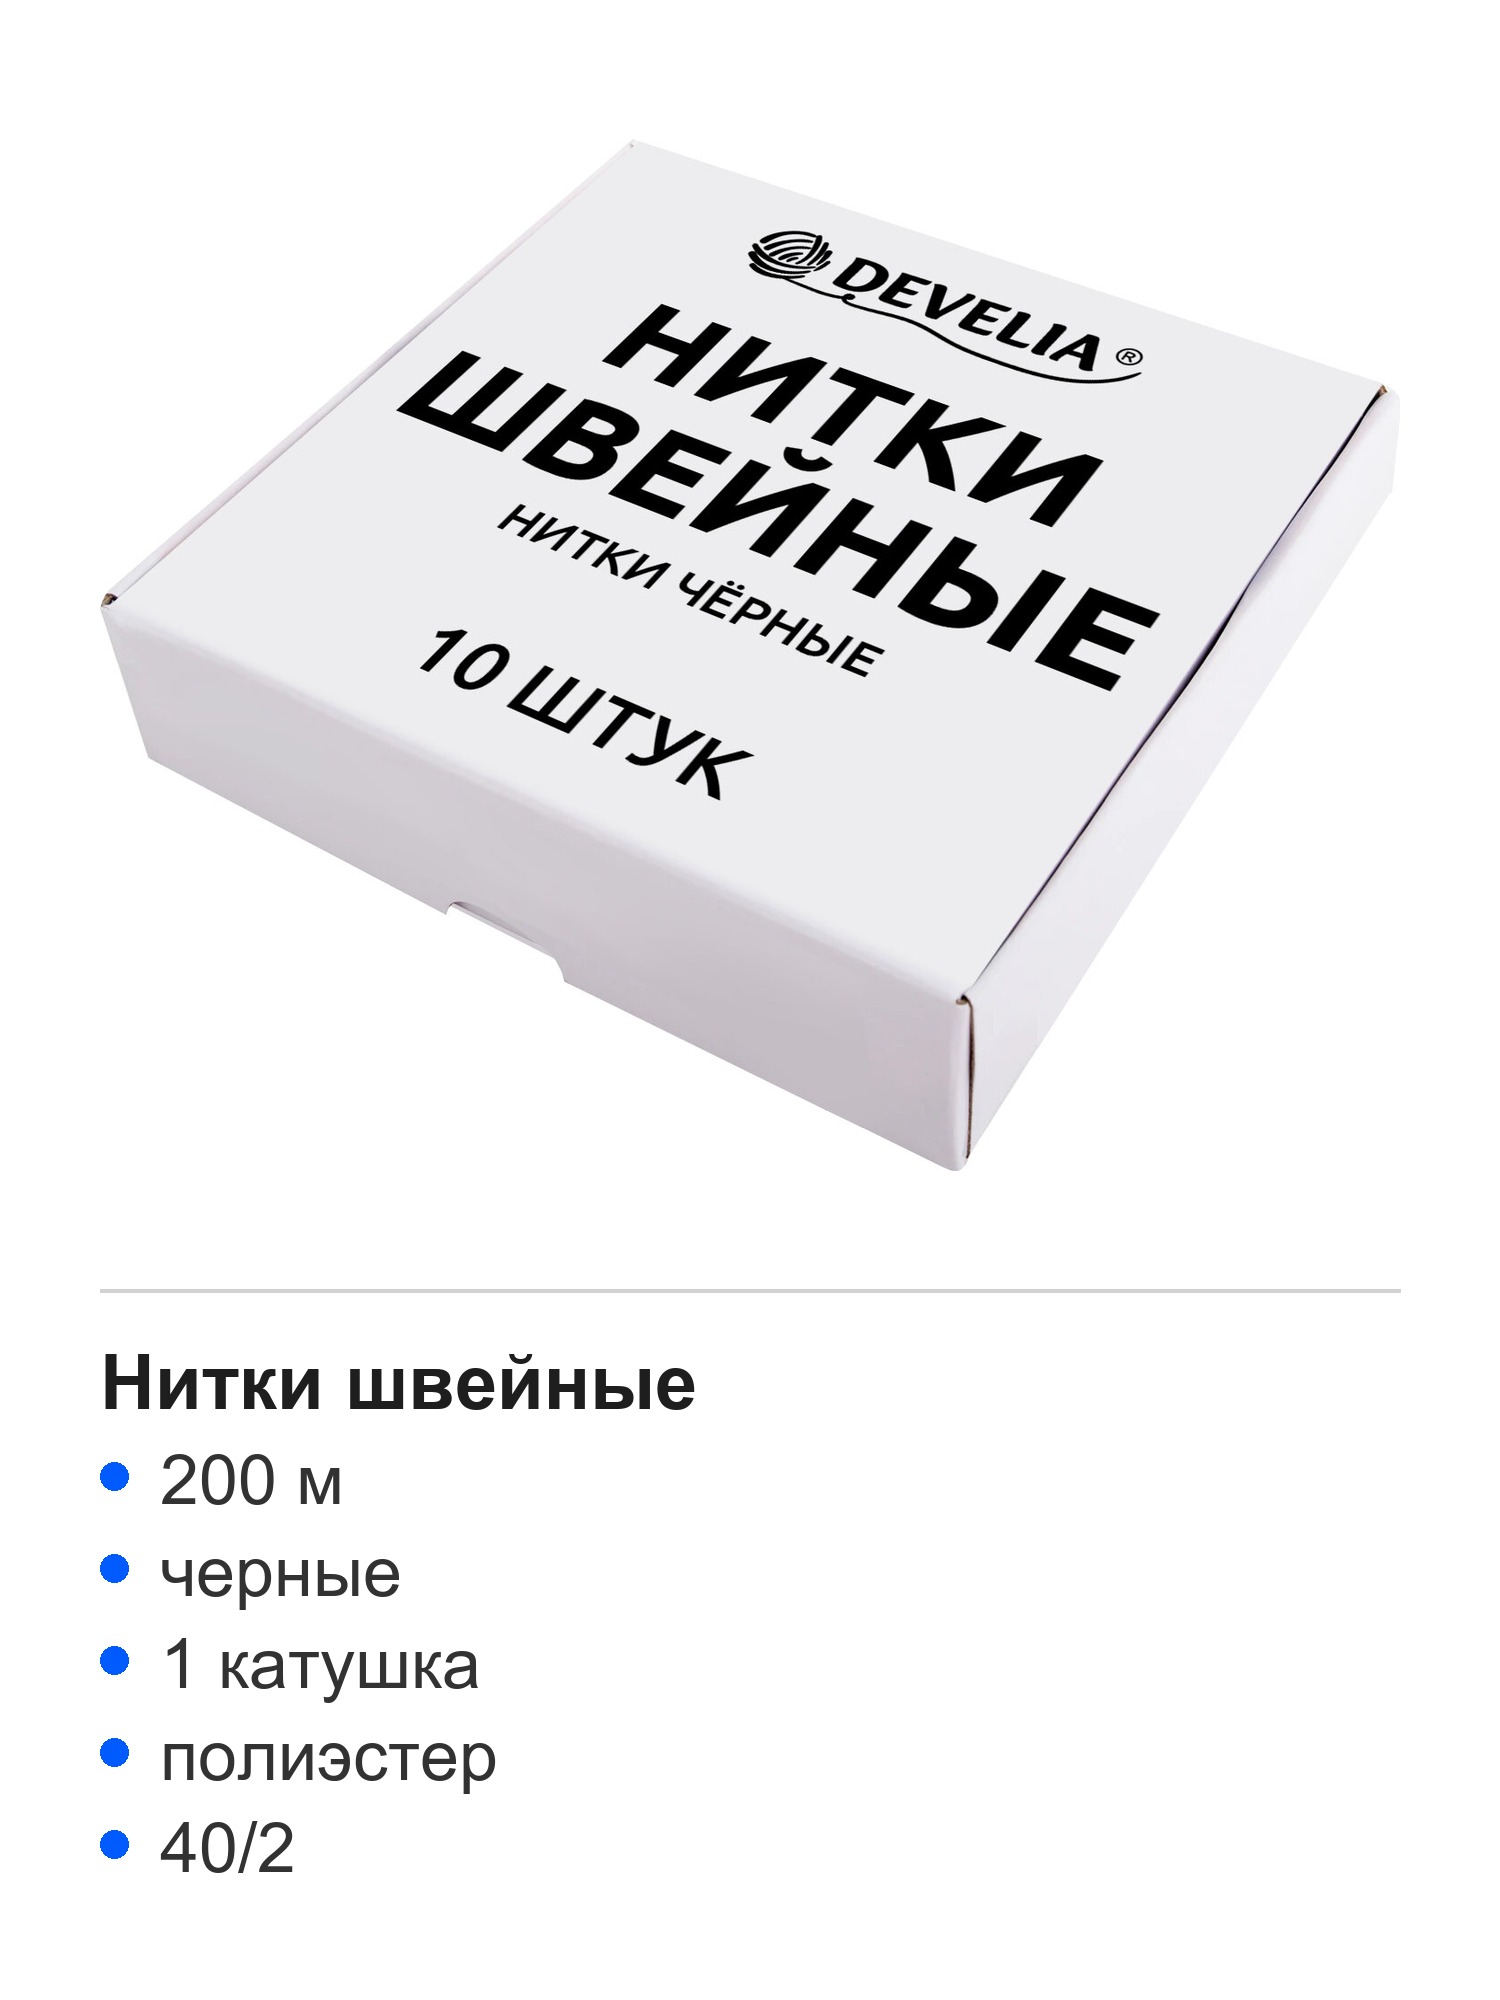 DEVELIA ®
НИТКИ
ШВЕЙНЫЕ
НИТКИ ЧЁРНЫЕ
10 ШТУК
Нитки швейные
200 м
черные
1 катушка
полиэстер
40/2